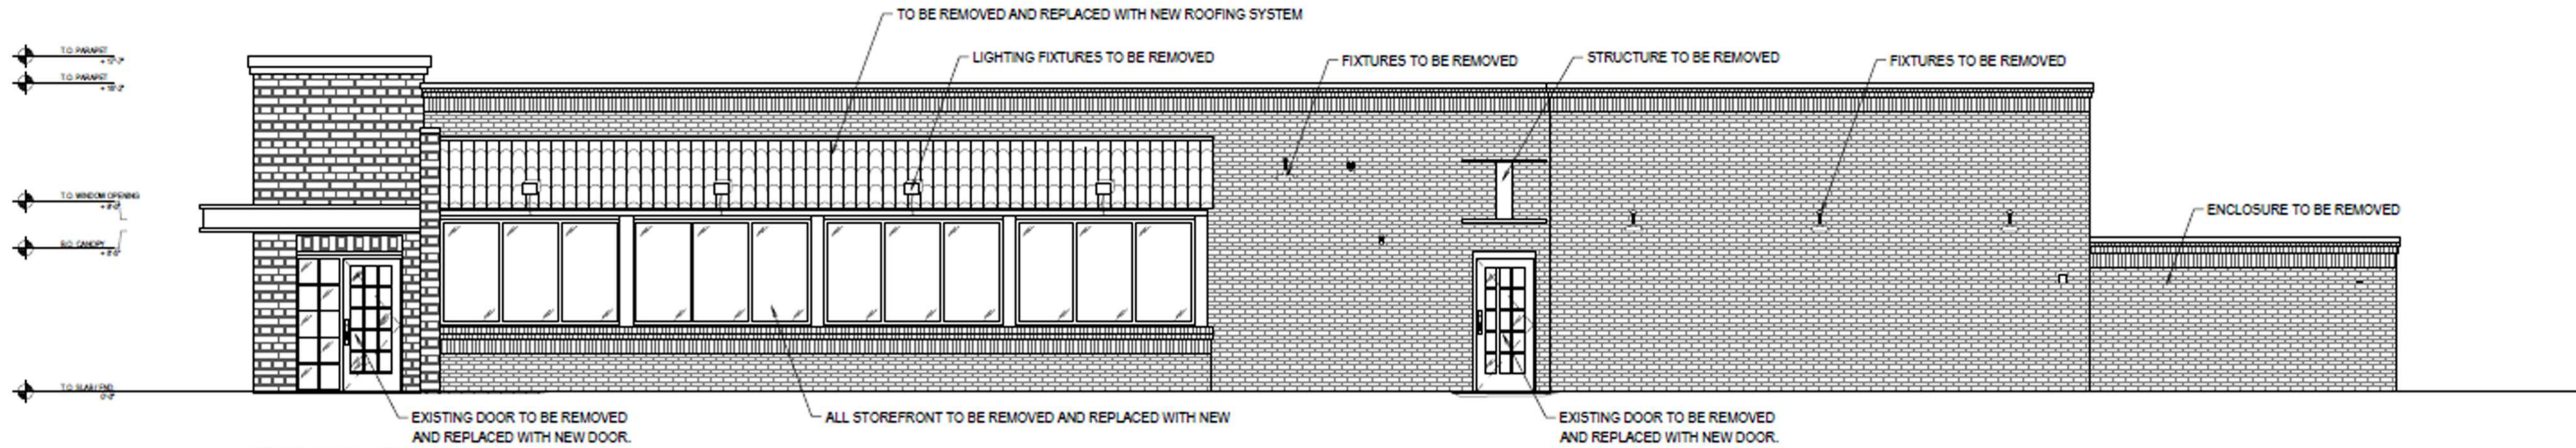 TO BE REMOVED AND REPLACED WITH NEW ROOFING SYSTEM
LIGHTING FIXTURES TO BE REMOVED
FIXTURES TO BE REMOVED
STRUCTURE TO BE REMOVED
FIXTURES TO BE REMOVED
T.O. PARAPET
T.O. PARAPET
T.O. WINDOW OPENING
B.O. CANOPY
ENCLOSURE TO BE REMOVED
T.O. SLAB /
0'-0"
EXISTING DOOR TO BE REMOVED
AND REPLACED WITH NEW DOOR.
ALL STOREFRONT TO BE REMOVED AND REPLACED WITH NEW
EXISTING DOOR TO BE REMOVED
AND REPLACED WITH NEW DOOR.